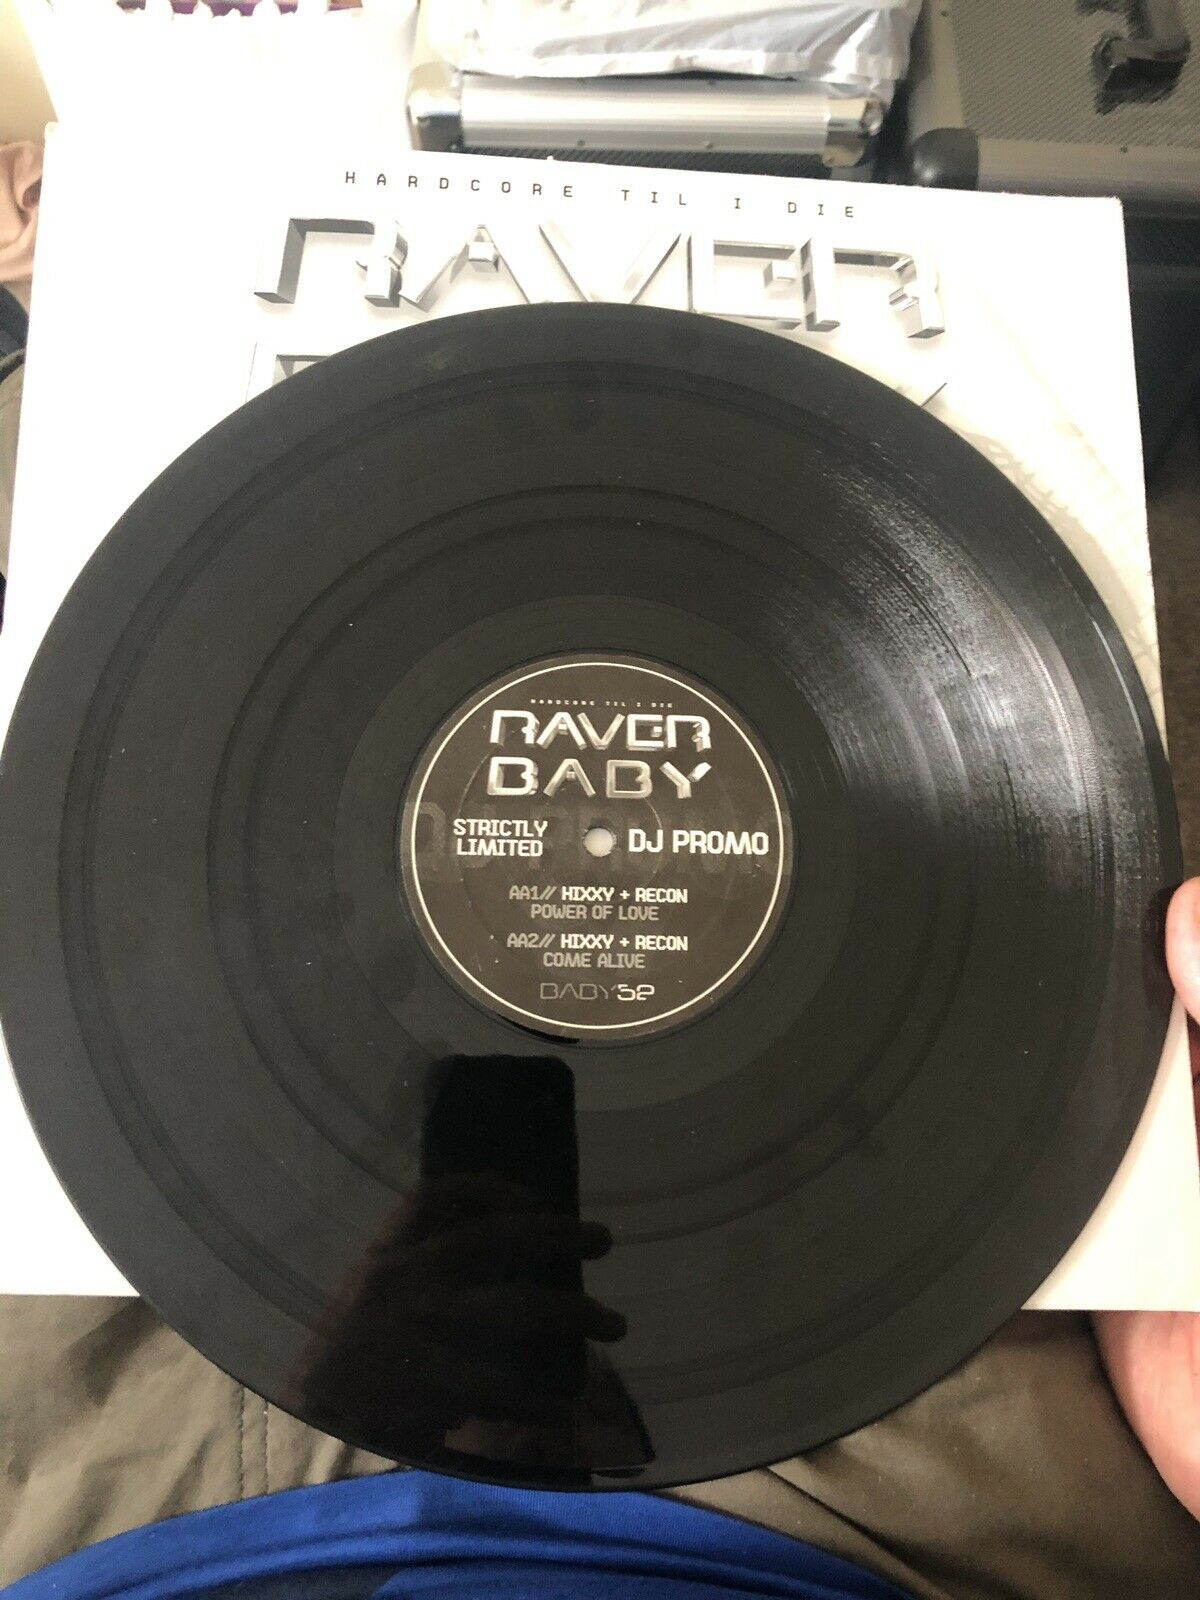 HARDCORE TIL I DIE
RAVER
HARDCORE TIL I DIE
RAVER
BABY
STRICTLY
LIMITED
DJ PROMO
AA1// HIXXY + RECON
POWER OF LOVE
AA2// HIXXY + RECON
COME ALIVE
BABY52